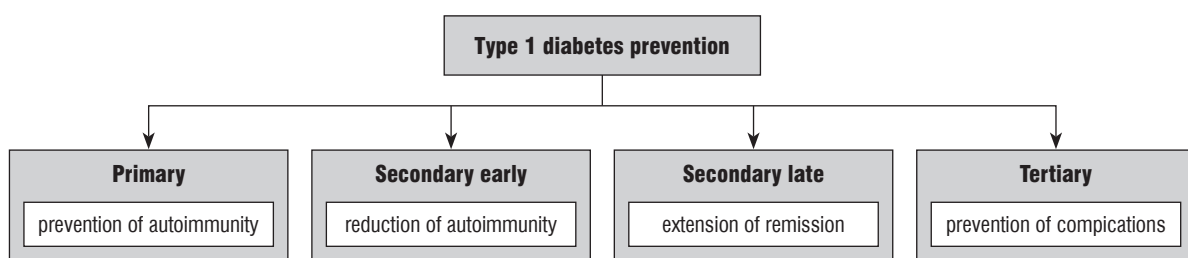 Type 1 diabetes prevention
Primary
prevention of autoimmunity
Secondary early
reduction of autoimmunity
Secondary late
extension of remission
Tertiary
prevention of compications